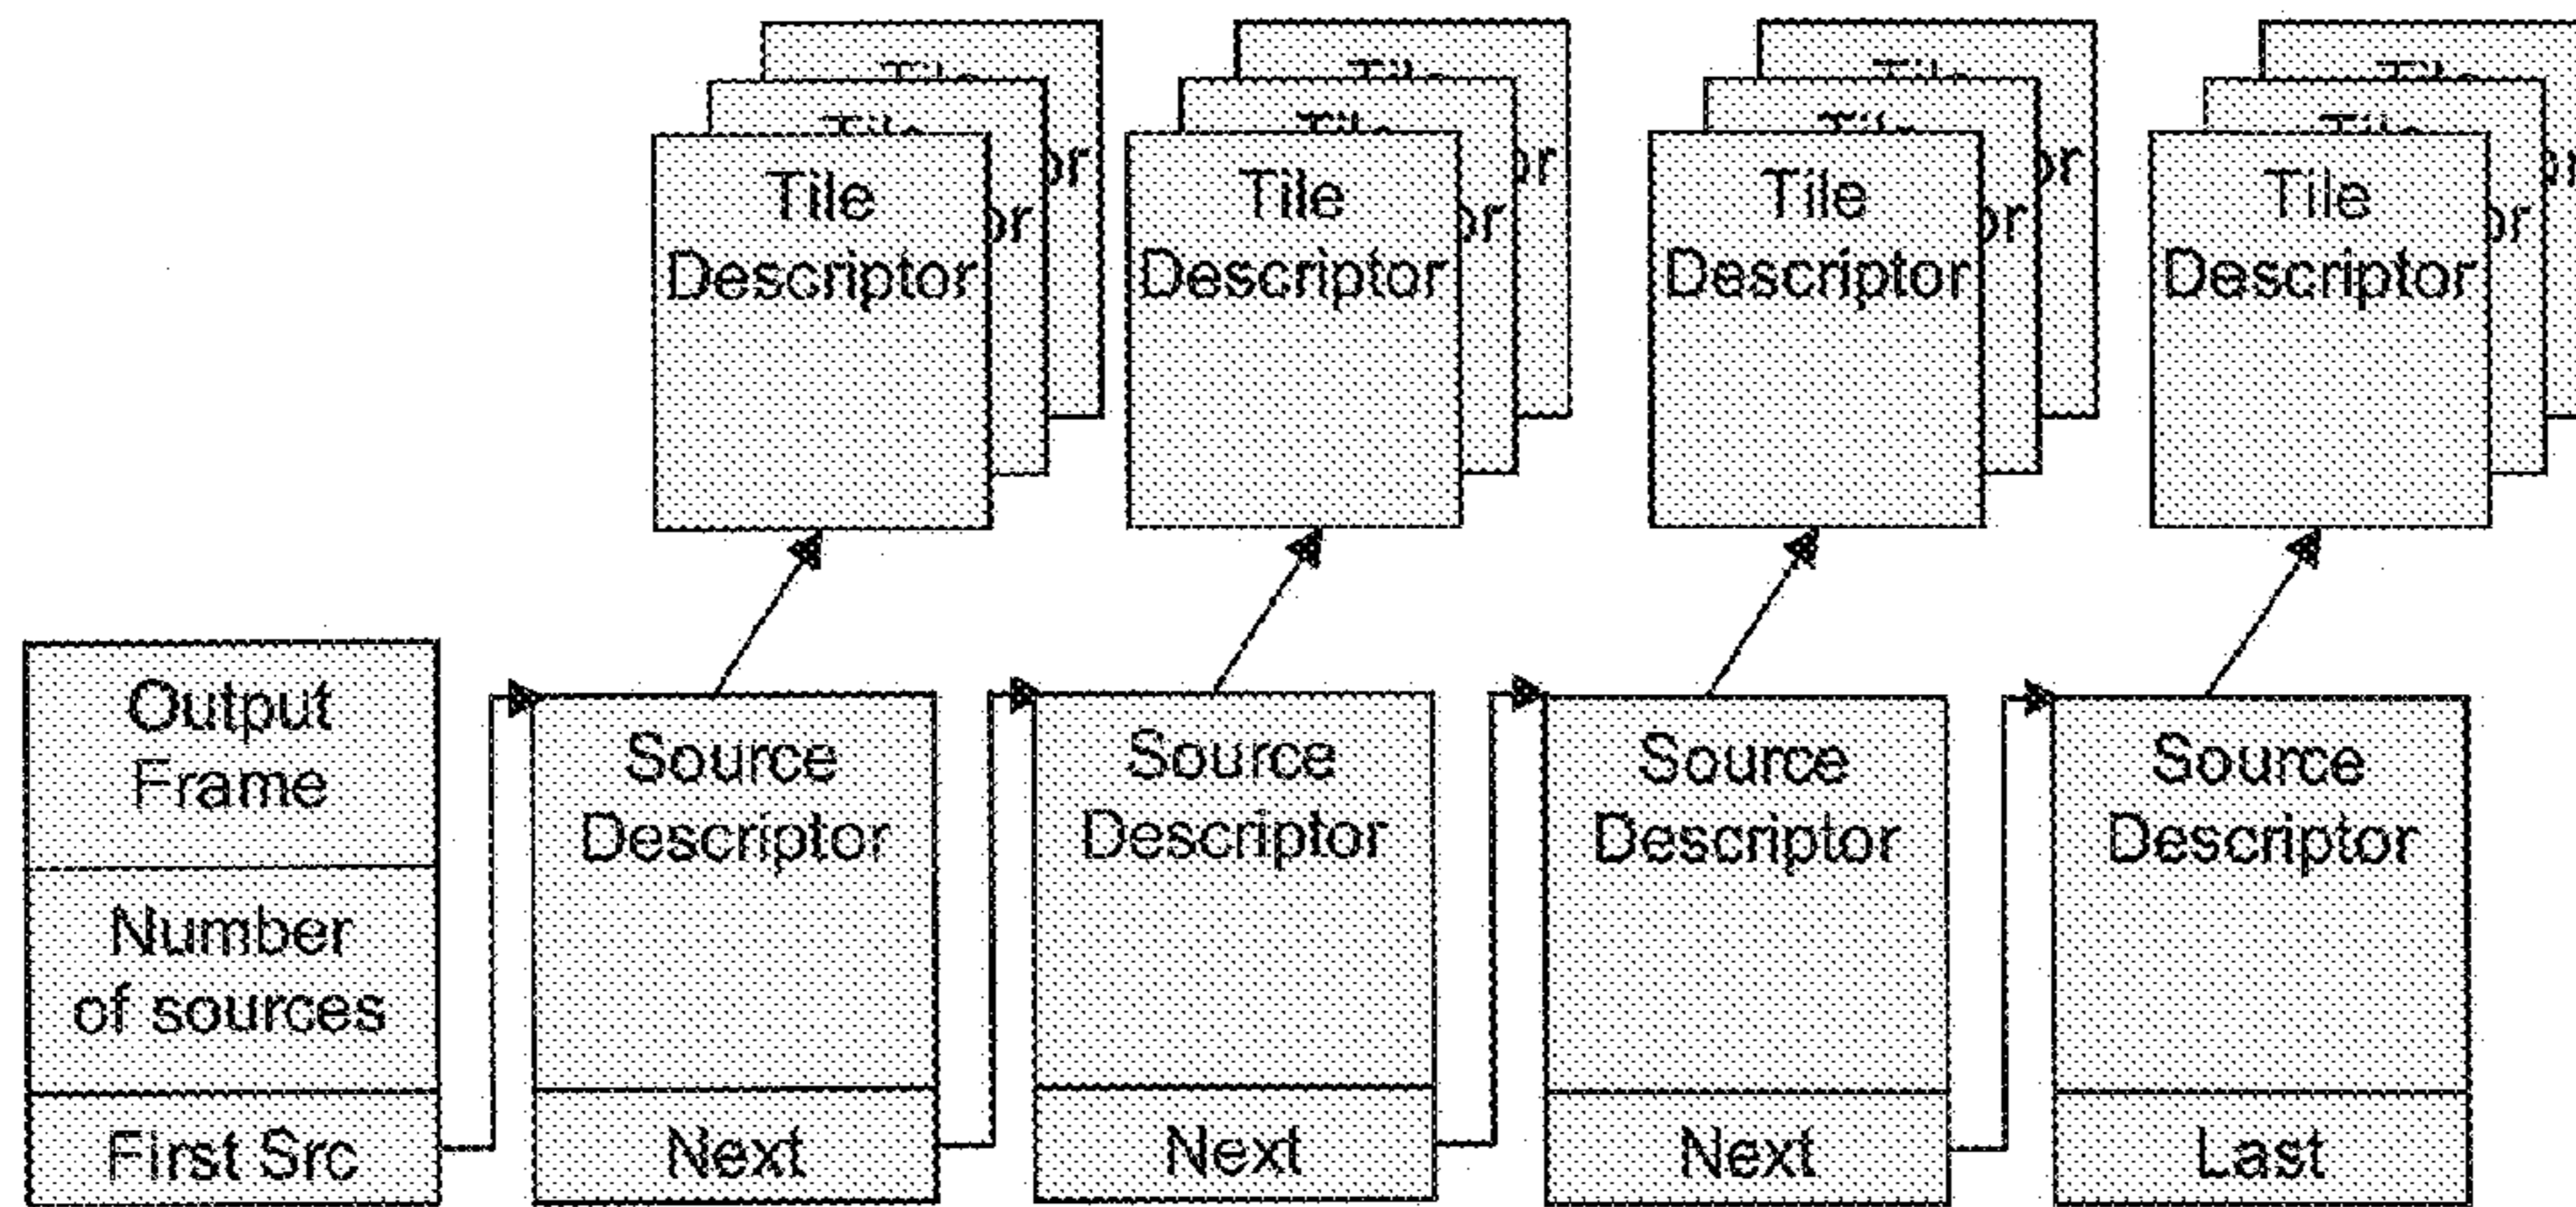 Tile
Descriptor
Tile
Descriptor
Tile
Descriptor
Tile
Descriptor
Output
Frame
Number
of sources
First Src
Source
Descriptor
Next
Source
Descriptor
Next
Source
Descriptor
Next
Source
Descriptor
Last